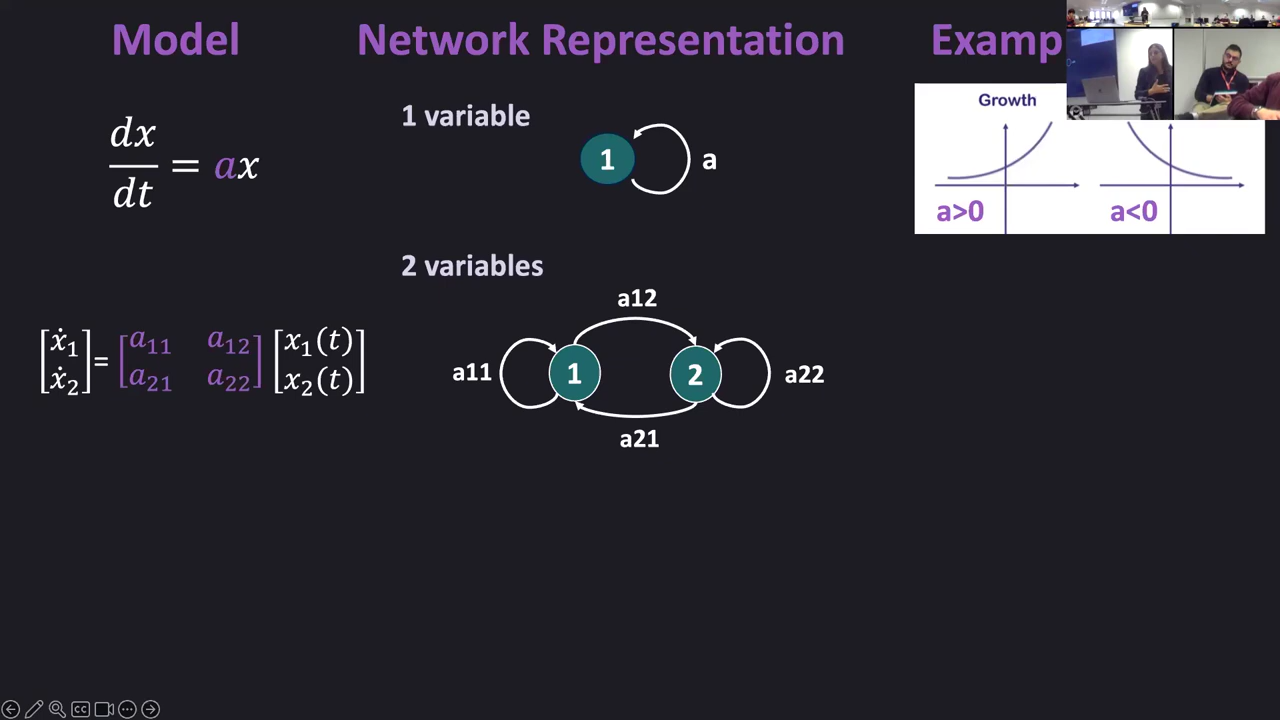 Model
Network Representation
Examp
dx
dt
= ax
1 variable
1
a
Growth
a>0
a<0
2 variables
[ẋ₁ ẋ₂] = [a₁₁ a₁₂ a₂₁ a₂₂] [x₁(t) x₂(t)]
a12
a11
1
2
a22
a21
CC